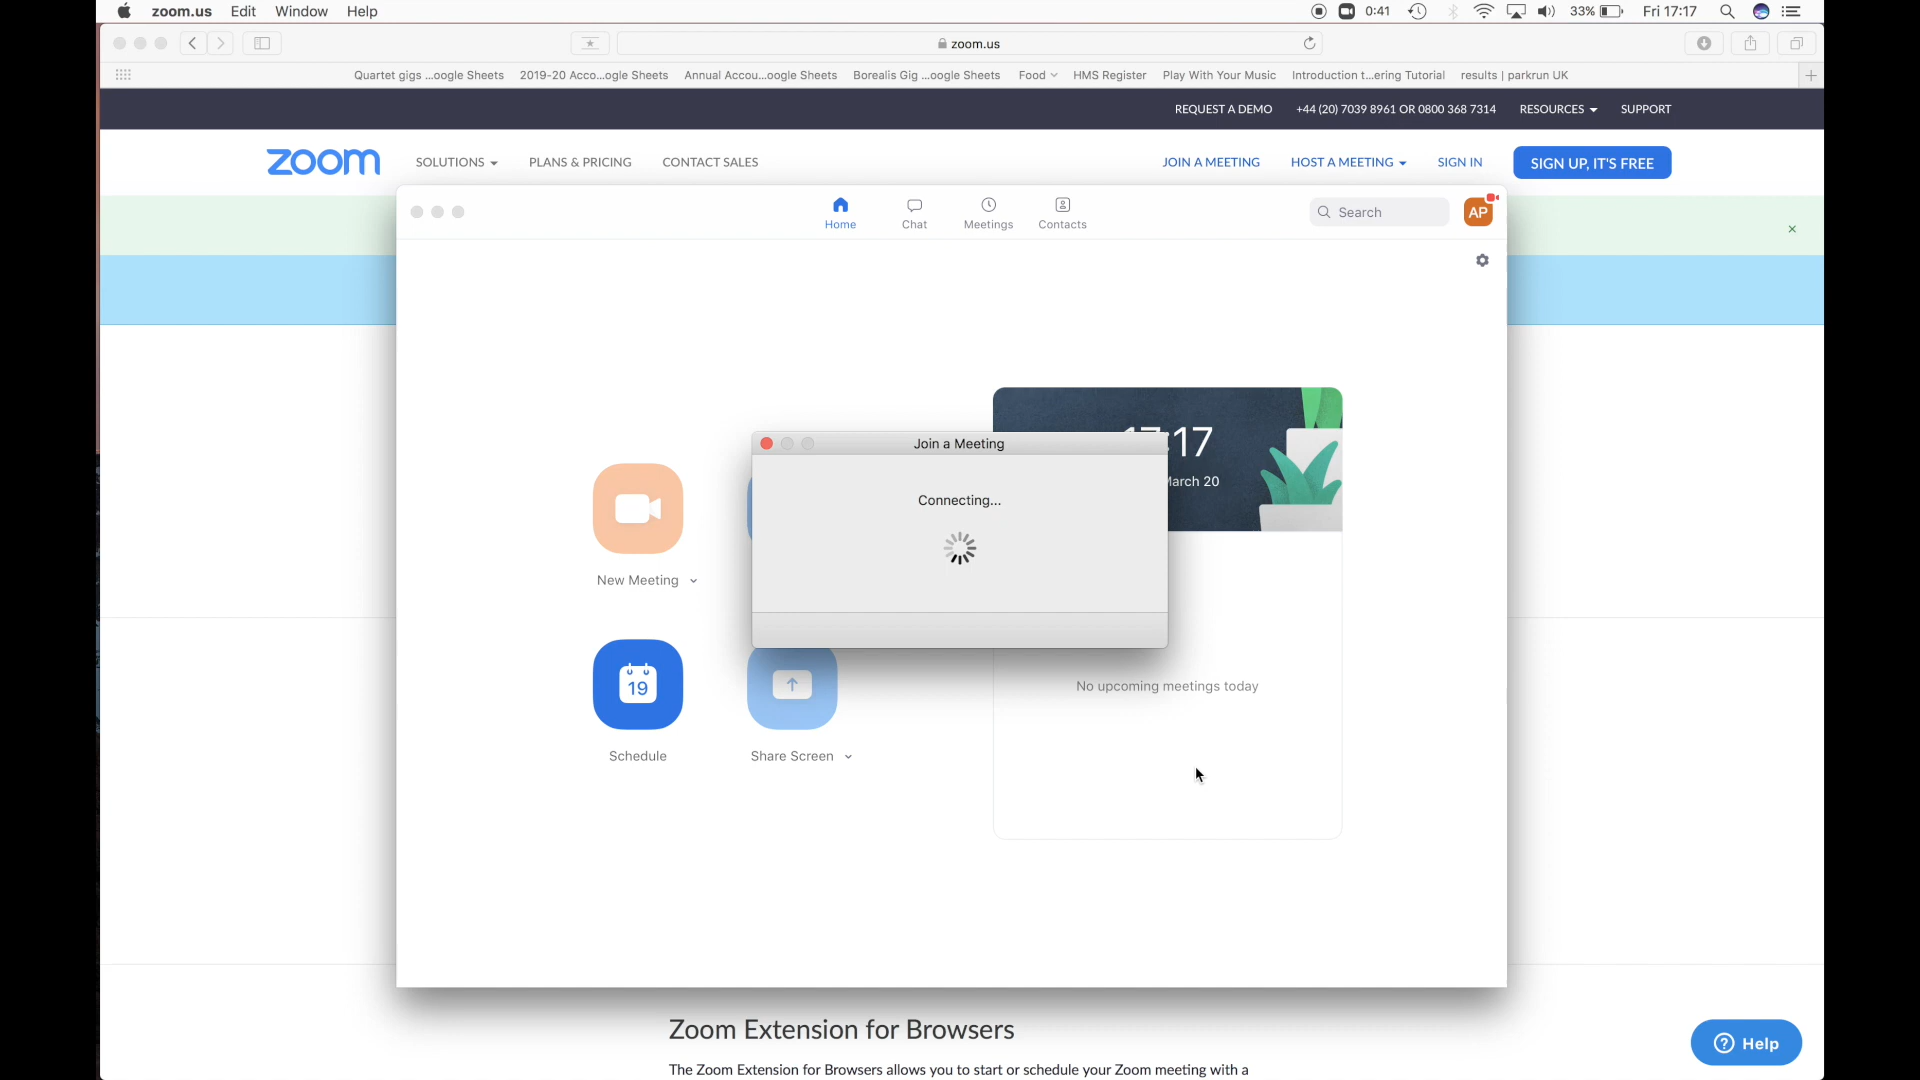 zoom.us Edit Window Help 0:41 33% Fri 17:17
zoom.us
Quartet gigs ...oogle Sheets 2019-20 Acco...ogle Sheets Annual Accou...oogle Sheets Borealis Gig ...oogle Sheets Food HMS Register Play With Your Music Introduction t...ering Tutorial results | parkrun UK
REQUEST A DEMO +44 (20) 7039 8961 OR 0800 368 7314 RESOURCES SUPPORT
zoom SOLUTIONS PLANS & PRICING CONTACT SALES JOIN A MEETING HOST A MEETING SIGN IN SIGN UP, IT'S FREE
Home Chat Meetings Contacts Search AP
Join a Meeting
Connecting...
:17
March 20
New Meeting
19
Schedule
Share Screen
No upcoming meetings today
Zoom Extension for Browsers
The Zoom Extension for Browsers allows you to start or schedule your Zoom meeting with a
Help